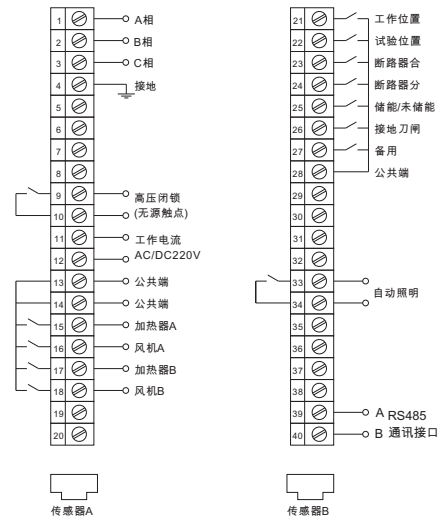 1 A相
2 B相
3 C相
4 接地
5
6
7
8
9 高压闭锁
10 (无源触点)
11 工作电流
12 AC/DC220V
13 公共端
14 公共端
15 加热器A
16 风机A
17 加热器B
18 风机B
19
20
传感器A
21 工作位置
22 试验位置
23 断路器合
24 断路器分
25 储能/未储能
26 接地刀闸
27 备用
28 公共端
29
30
31
32
33
自动照明
34
35
36
37
38
39 A RS485
40 B 通讯接口
传感器B